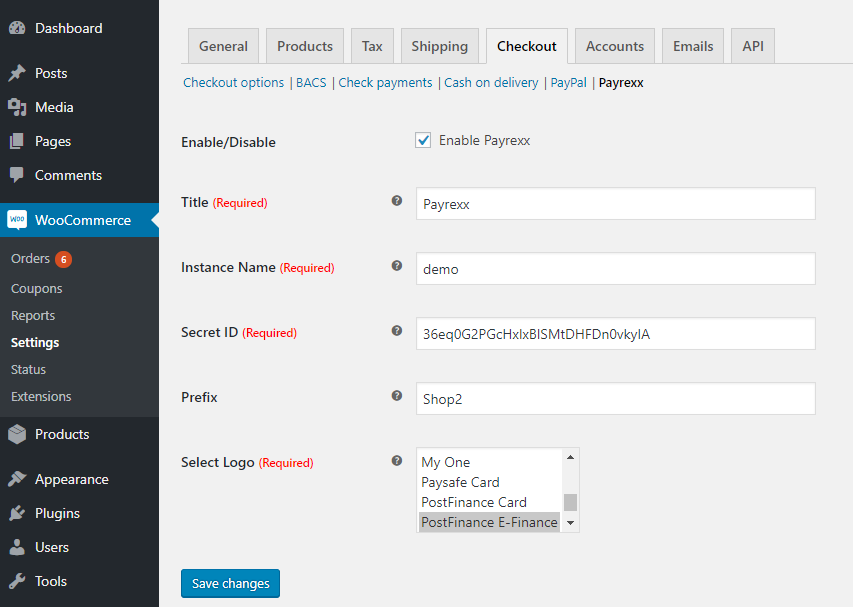 Dashboard
Posts
Media
Pages
Comments
WooCommerce
Orders 6
Coupons
Reports
Settings
Status
Extensions
Products
Appearance
Plugins
Users
Tools
General Products Tax Shipping Checkout Accounts Emails API
Checkout options | BACS | Check payments | Cash on delivery | PayPal | Payrexx
Enable/Disable Enable Payrexx
Title (Required) Payrexx
Instance Name (Required) demo
Secret ID (Required) 36eq0G2PGcHxIxBISMtDHFDn0vkyIA
Prefix Shop2
Select Logo (Required) My One
Paysafe Card
PostFinance Card
PostFinance E-Finance
Save changes